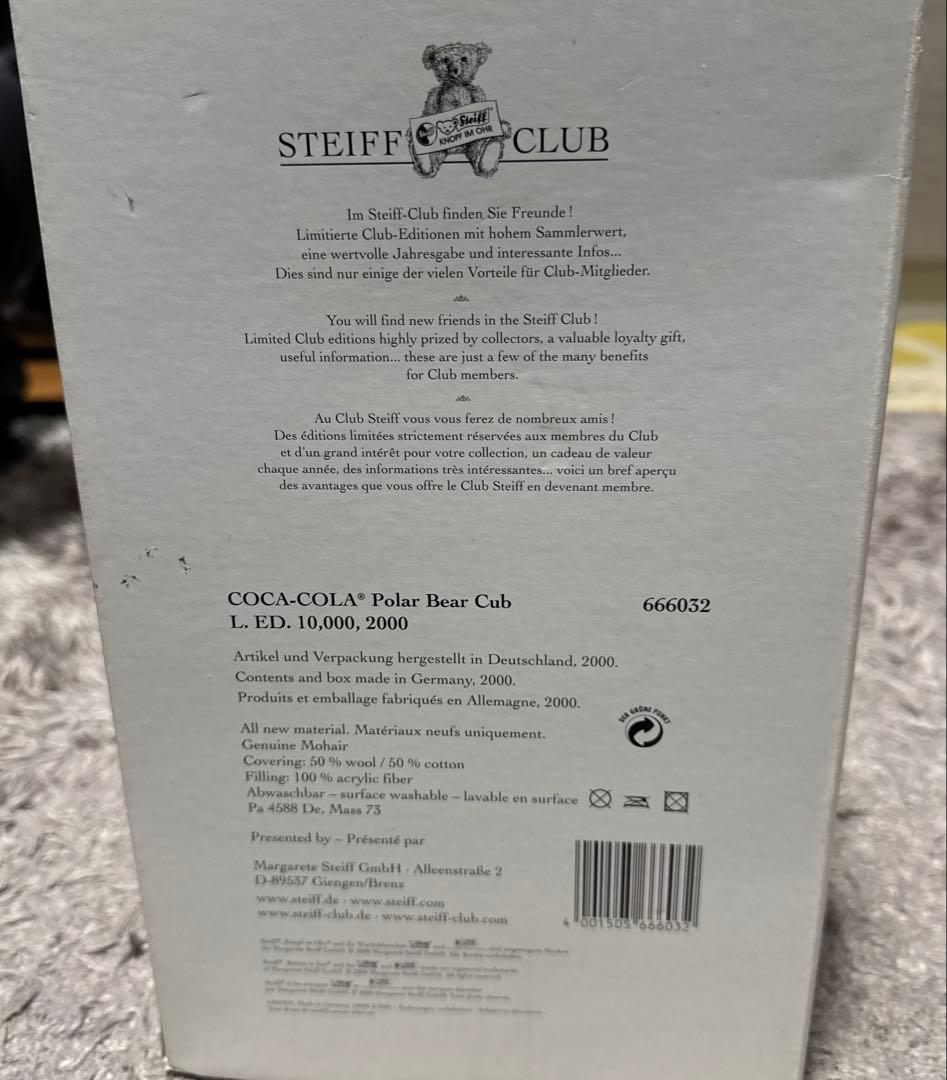 STEIFF CLUB
Steiff
KNOPF IM OHR
Im Steiff-Club finden Sie Freunde !
Limitierte Club-Editionen mit hohem Sammlerwert,
eine wertvolle Jahresgabe und interessante Infos...
Dies sind nur einige der vielen Vorteile für Club-Mitglieder.
You will find new friends in the Steiff Club !
Limited Club editions highly prized by collectors, a valuable loyalty gift,
useful information... these are just a few of the many benefits
for Club members.
Au Club Steiff vous vous ferez de nombreux amis !
Des éditions limitées strictement réservées aux membres du Club
et d'un grand intérêt pour votre collection, un cadeau de valeur
chaque année, des informations très intéressantes... voici un bref aperçu
des avantages que vous offre le Club Steiff en devenant membre.
COCA-COLA® Polar Bear Cub 666032
L. ED. 10,000, 2000
Artikel und Verpackung hergestellt in Deutschland, 2000.
Contents and box made in Germany, 2000.
Produits et emballage fabriqués en Allemagne, 2000.
DER GRÜNE PUNKT
All new material. Matériaux neufs uniquement.
Genuine Mohair
Covering: 50 % wool / 50 % cotton
Filling: 100 % acrylic fiber
Abwaschbar – surface washable – lavable en surface
Pa 4588 De, Mass 73
Presented by – Présenté par
Margarete Steiff GmbH · Alleenstraße 2
D-89537 Giengen/Brenz
www.steiff.de · www.steiff.com
www.steiff-club.de · www.steiff-club.com
4 001505 666032